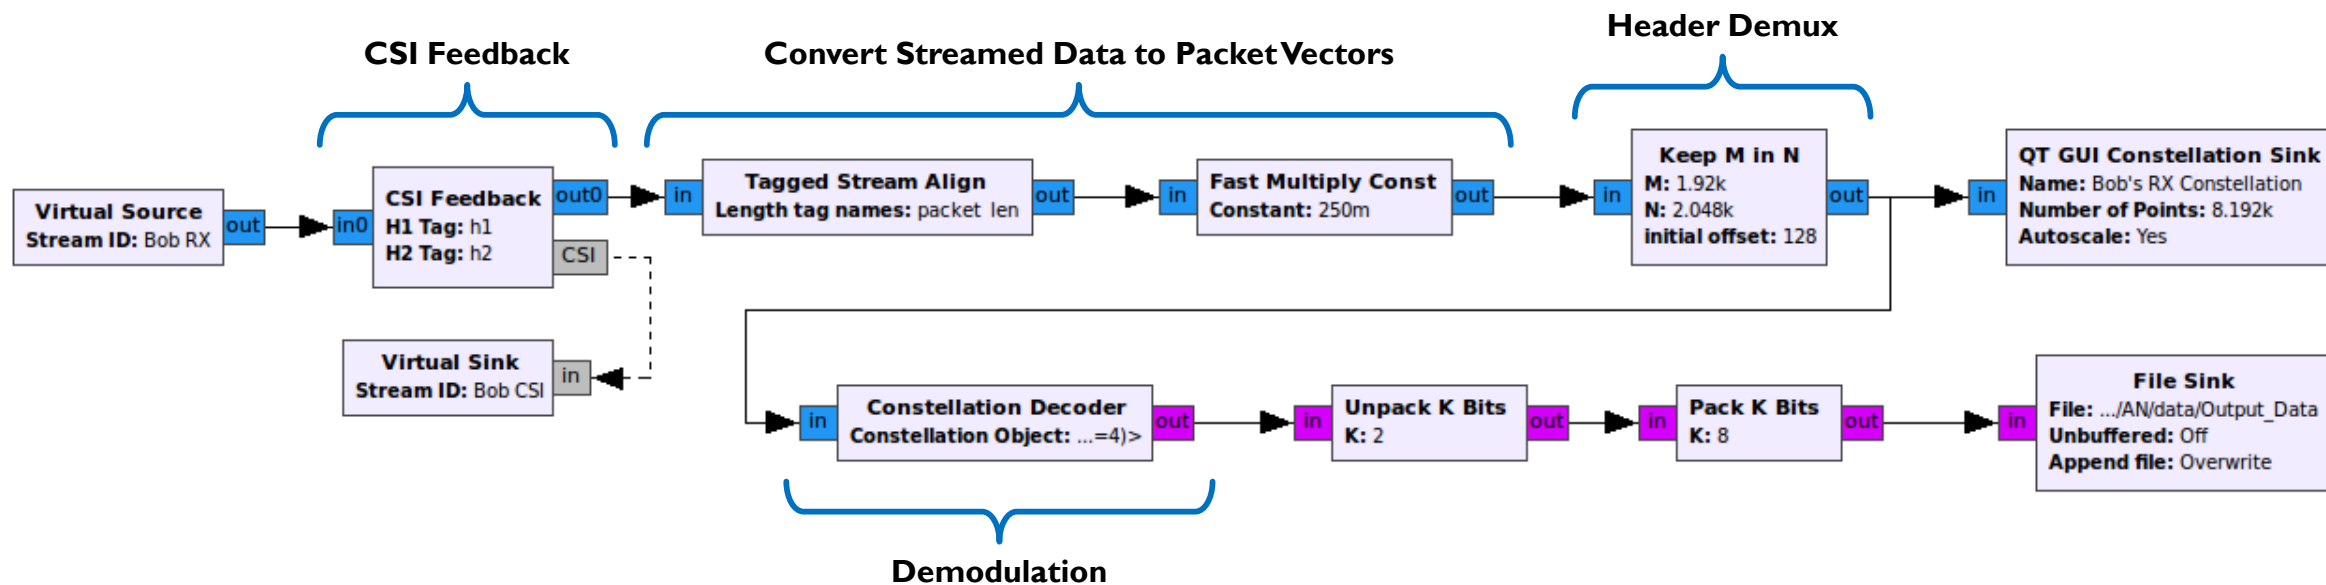 Header Demux
CSI Feedback
Convert Streamed Data to Packet Vectors
Virtual Source
Stream ID: Bob RX
out
in0
CSI Feedback
H1 Tag: h1
H2 Tag: h2
out0
CSI
in
Tagged Stream Align
Length tag names: packet_len
out
in
Fast Multiply Const
Constant: 250m
out
in
Keep M in N
M: 1.92k
N: 2.048k
initial offset: 128
out
in
QT GUI Constellation Sink
Name: Bob's RX Constellation
Number of Points: 8.192k
Autoscale: Yes
Virtual Sink
Stream ID: Bob CSI
in
in
Constellation Decoder
Constellation Object: ...=4)>
out
in
Unpack K Bits
K: 2
out
in
Pack K Bits
K: 8
out
in
File Sink
File: .../AN/data/Output_Data
Unbuffered: Off
Append file: Overwrite
Demodulation